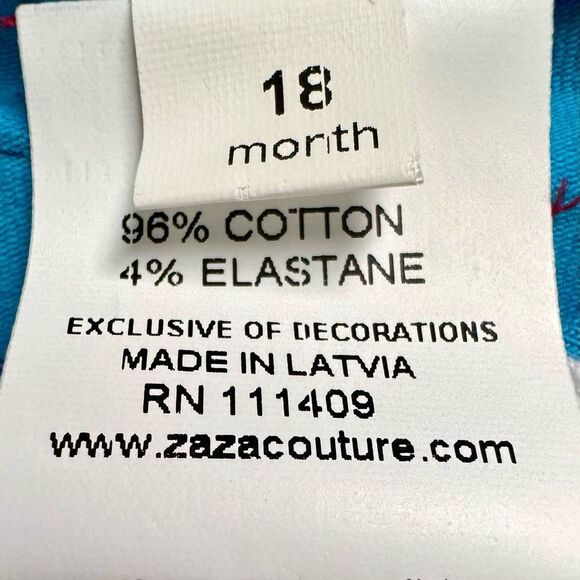 18
month
96% COTTON
4% ELASTANE
EXCLUSIVE OF DECORATIONS
MADE IN LATVIA
RN 111409
www.zazacouture.com